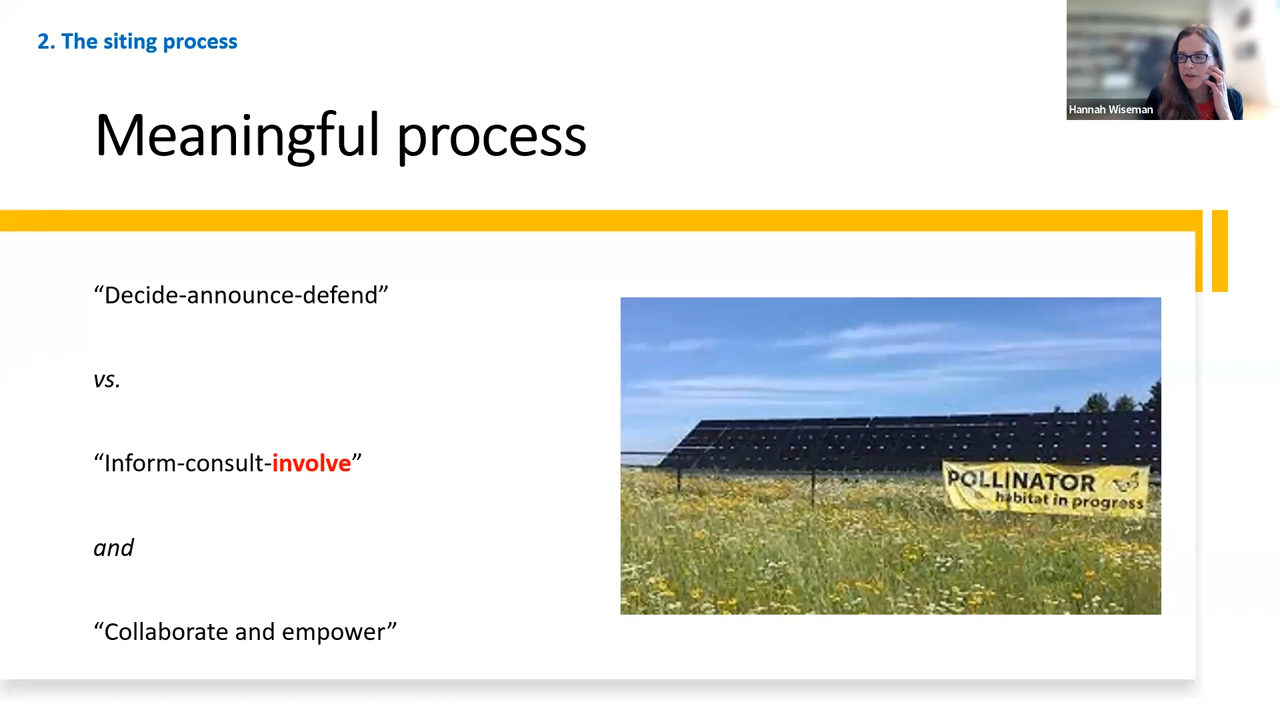 2. The siting process
Hannah Wiseman
Meaningful process
“Decide-announce-defend”
vs.
“Inform-consult-involve”
and
“Collaborate and empower”
POLLINATOR
habitat in progress